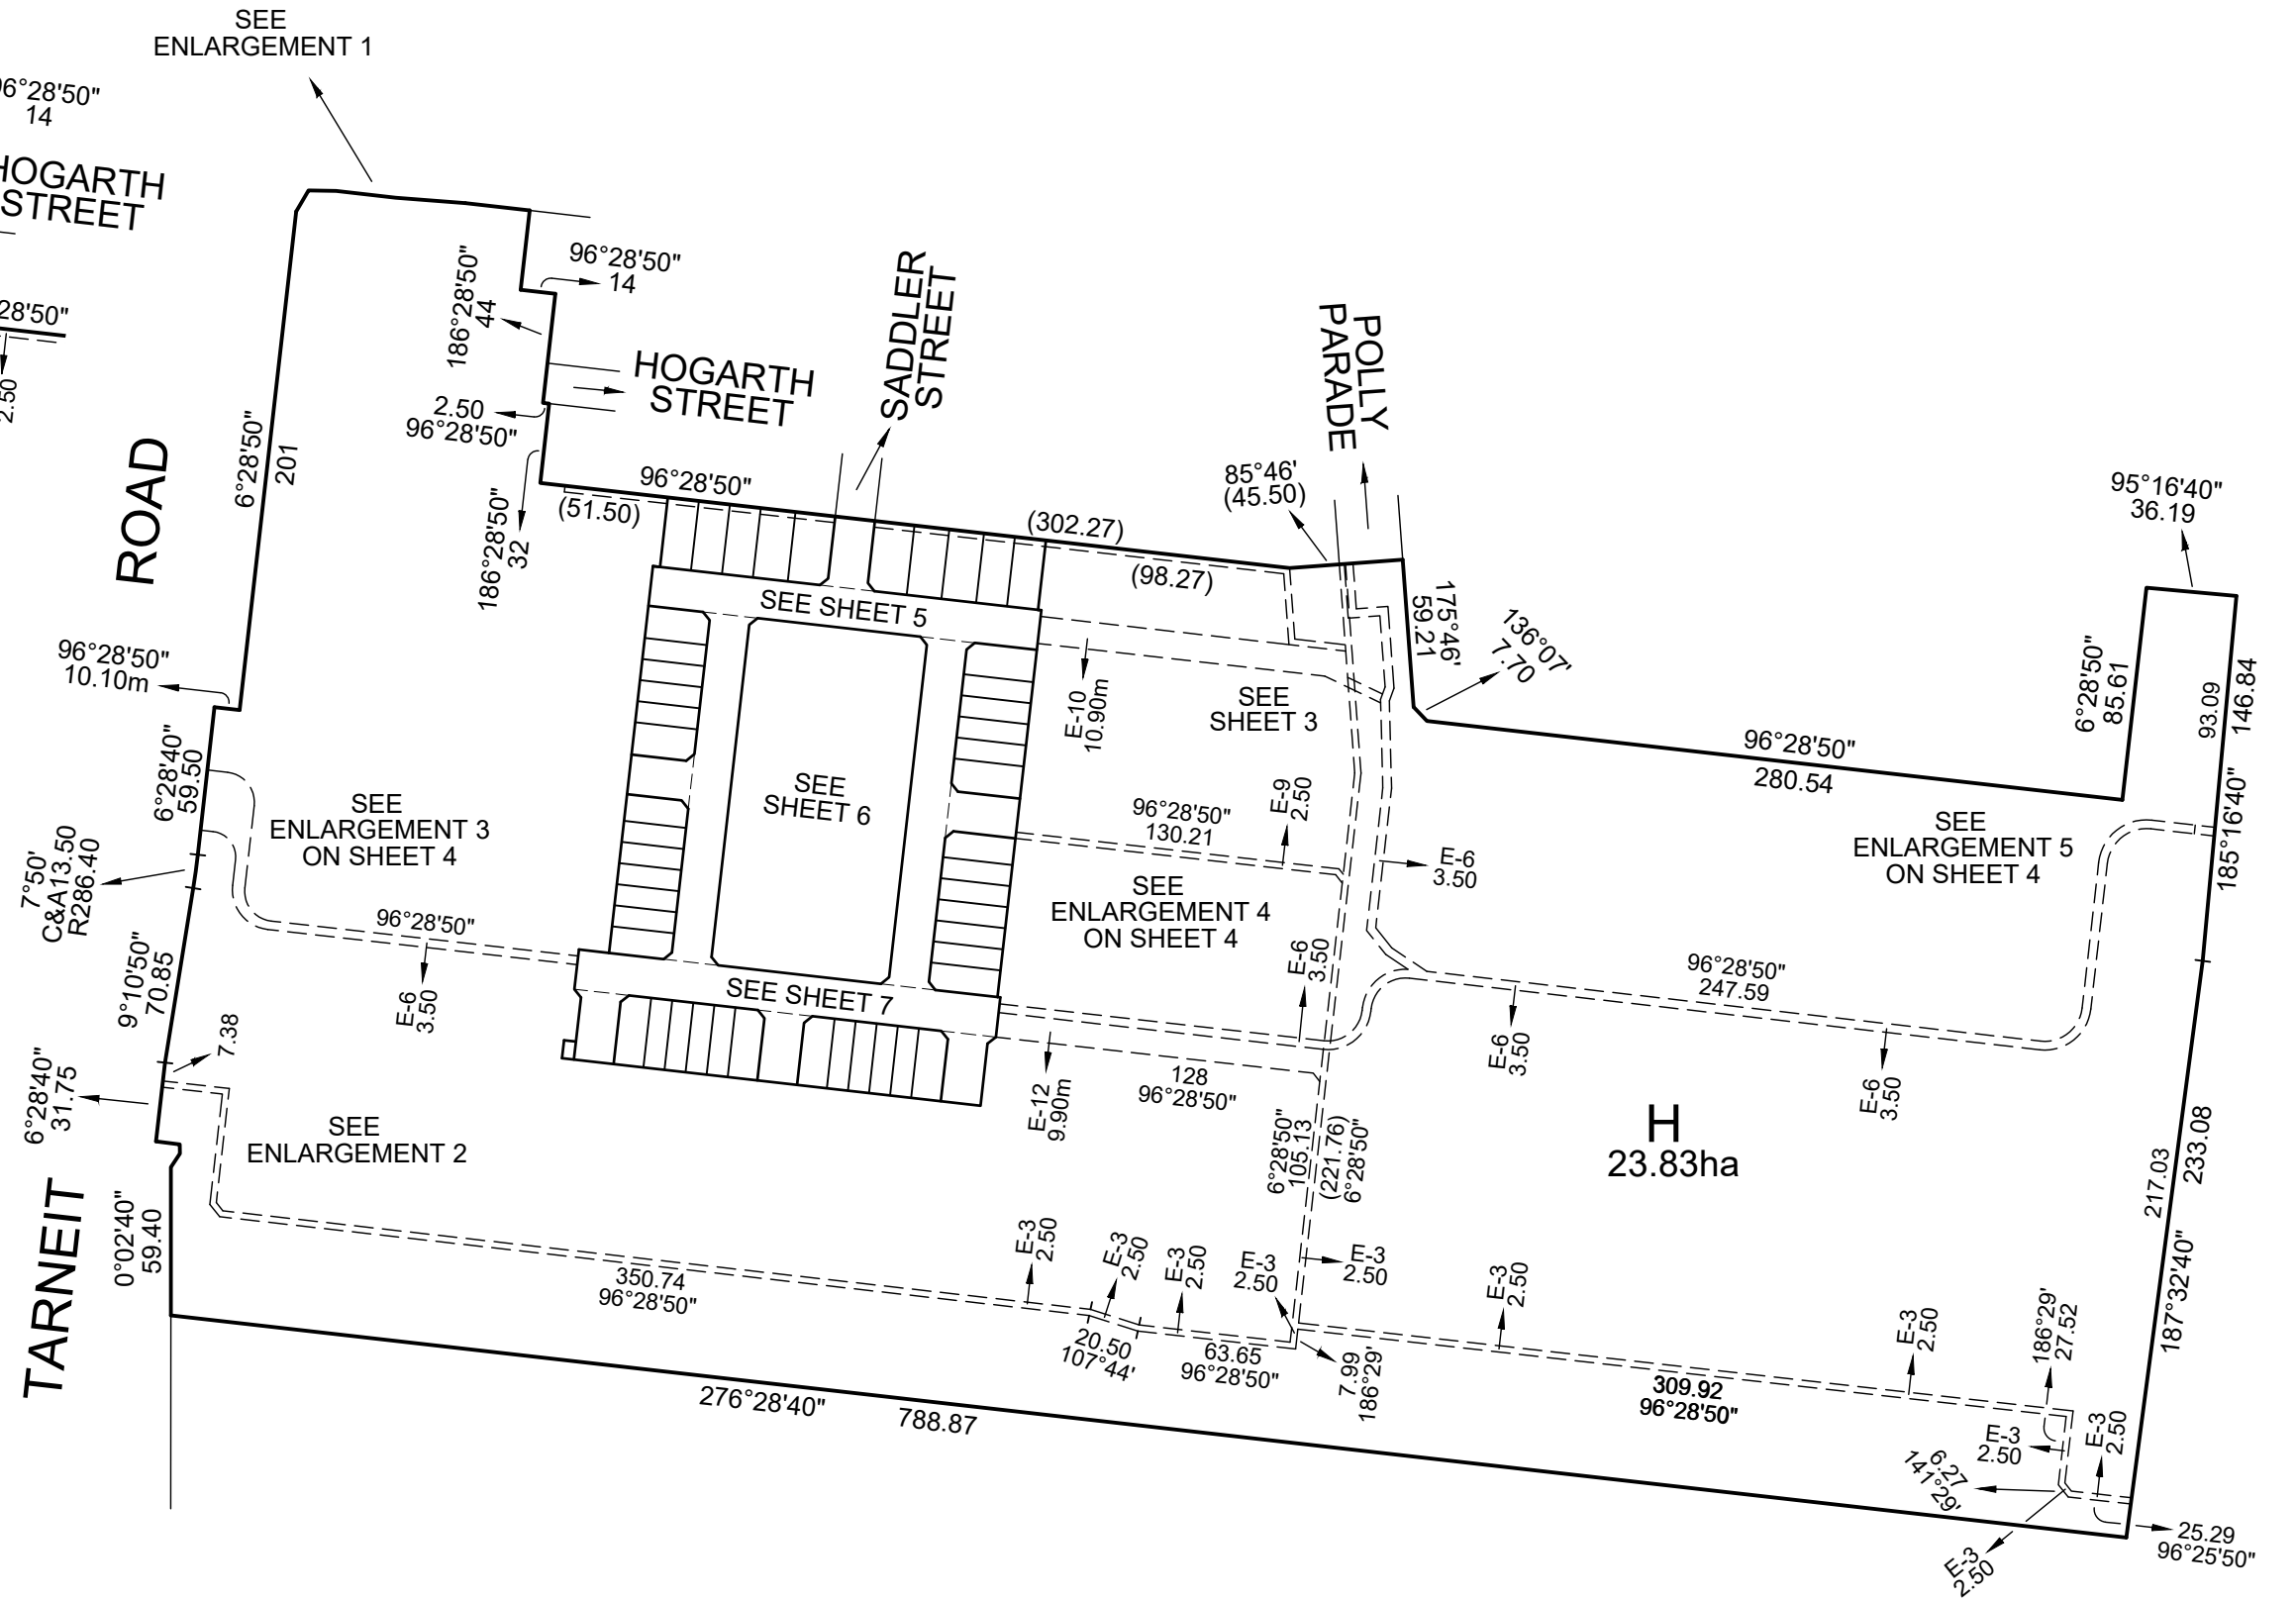 SEE
ENLARGEMENT 1
96°28'50"
14
HOGARTH
STREET
28'50"
2.50
96°28'50"
14
186°28'50"
44
HOGARTH
STREET
2.50
96°28'50"
SADDLER
STREET
POLLY
PARADE
ROAD
6°28'50"
201
96°28'50"
(51.50)
186°28'50"
32
(302.27)
(98.27)
85°46'
(45.50)
95°16'40"
36.19
175°46'
59.21
136°07'
7.70
SEE SHEET 5
96°28'50"
10.10m
6°28'50"
85.61
93.09
146.84
E-10
10.90m
SEE
SHEET 3
96°28'50"
280.54
6°28'40"
59.50
SEE
ENLARGEMENT 3
ON SHEET 4
SEE
SHEET 6
96°28'50"
130.21
E-9
2.50
E-6
3.50
SEE
ENLARGEMENT 5
ON SHEET 4
185°16'40"
7°50'
C&A13.50
R286.40
SEE
ENLARGEMENT 4
ON SHEET 4
96°28'50"
E-6
3.50
9°10'50"
70.85
E-6
3.50
SEE SHEET 7
96°28'50"
247.59
E-6
3.50
E-6
3.50
7.38
6°28'40"
31.75
E-12
9.90m
128
96°28'50"
SEE
ENLARGEMENT 2
6°28'50"
105.13
(221.76)
6°28'50"
H
23.83ha
217.03
233.08
187°32'40"
TARNEIT
0°02'40"
59.40
350.74
96°28'50"
E-3
2.50
E-3
2.50
E-3
2.50
E-3
2.50
E-3
2.50
E-3
2.50
E-3
2.50
186°29'
27.52
20.50
107°44'
63.65
96°28'50"
7.99
186°29'
309.92
96°28'50"
276°28'40"
788.87
E-3
2.50
E-3
2.50
6.27
141°29'
E-3
2.50
25.29
96°25'50"